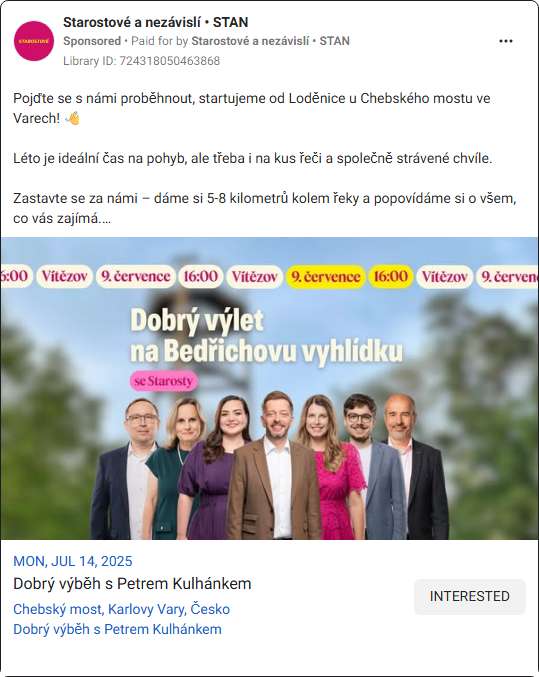 Starostové a nezávislí • STAN
Sponsored • Paid for by Starostové a nezávislí • STAN
Library ID: 724318050463868
STAROSTOVÉ
Pojďte se s námi proběhnout, startujeme od Loděnice u Chebského mostu ve
Varech! 👋
Léto je ideální čas na pohyb, ale třeba i na kus řeči a společně strávené chvíle.
Zastavte se za námi – dáme si 5-8 kilometrů kolem řeky a popovídáme si o všem,
co vás zajímá....
6:00 Vítězov 9. července 16:00 Vítězov 9. července 16:00 Vítězov 9. červen
Dobrý výlet
na Bedřichovu vyhlídku
se Starosty
MON, JUL 14, 2025
Dobrý výběh s Petrem Kulhánkem
Chebský most, Karlovy Vary, Česko
Dobrý výběh s Petrem Kulhánkem
INTERESTED